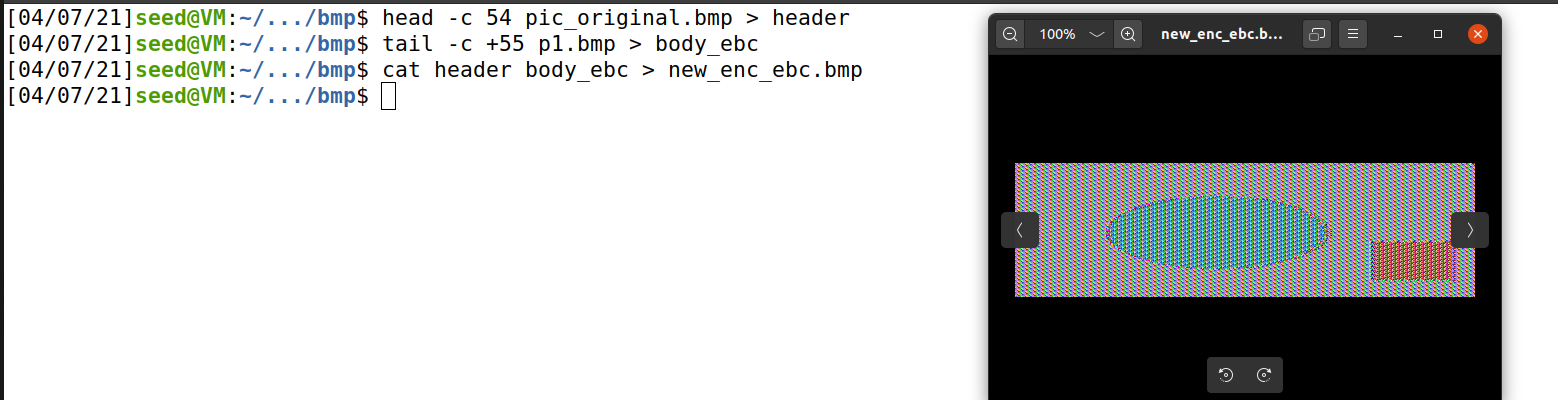 [04/07/21]seed@VM:~/.../bmp$ head -c 54 pic_original.bmp > header
[04/07/21]seed@VM:~/.../bmp$ tail -c +55 p1.bmp > body_ebc
[04/07/21]seed@VM:~/.../bmp$ cat header body_ebc > new_enc_ebc.bmp
[04/07/21]seed@VM:~/.../bmp$
100%
new_enc_ebc.b...